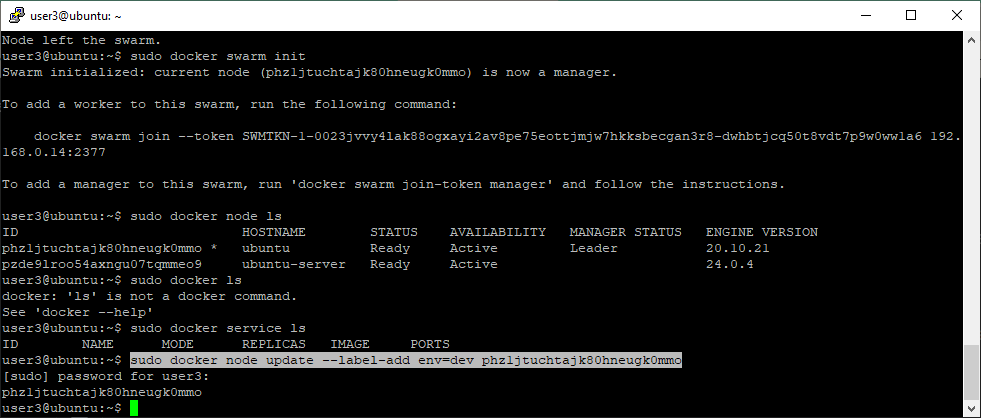 user3@ubuntu: ~
Node left the swarm.
user3@ubuntu:~$ sudo docker swarm init
Swarm initialized: current node (phzljtuchtajk80hneugk0mmo) is now a manager.
To add a worker to this swarm, run the following command:
docker swarm join --token SWMTKN-1-0023jvvy4lak88ogxayi2av8pe75eottjmjw7hkksbecgan3r8-dwhbtjcq50t8vdt7p9w0wwla6 192.
168.0.14:2377
To add a manager to this swarm, run 'docker swarm join-token manager' and follow the instructions.
user3@ubuntu:~$ sudo docker node ls
ID HOSTNAME STATUS AVAILABILITY MANAGER STATUS ENGINE VERSION
phzljtuchtajk80hneugk0mmo * ubuntu Ready Active Leader 20.10.21
pzde9lroo54axngu07tqmmeo9 ubuntu-server Ready Active 24.0.4
user3@ubuntu:~$ sudo docker ls
docker: 'ls' is not a docker command.
See 'docker --help'
user3@ubuntu:~$ sudo docker service ls
ID NAME MODE REPLICAS IMAGE PORTS
user3@ubuntu:~$ sudo docker node update --label-add env=dev phzljtuchtajk80hneugk0mmo
[sudo] password for user3:
phzljtuchtajk80hneugk0mmo
user3@ubuntu:~$